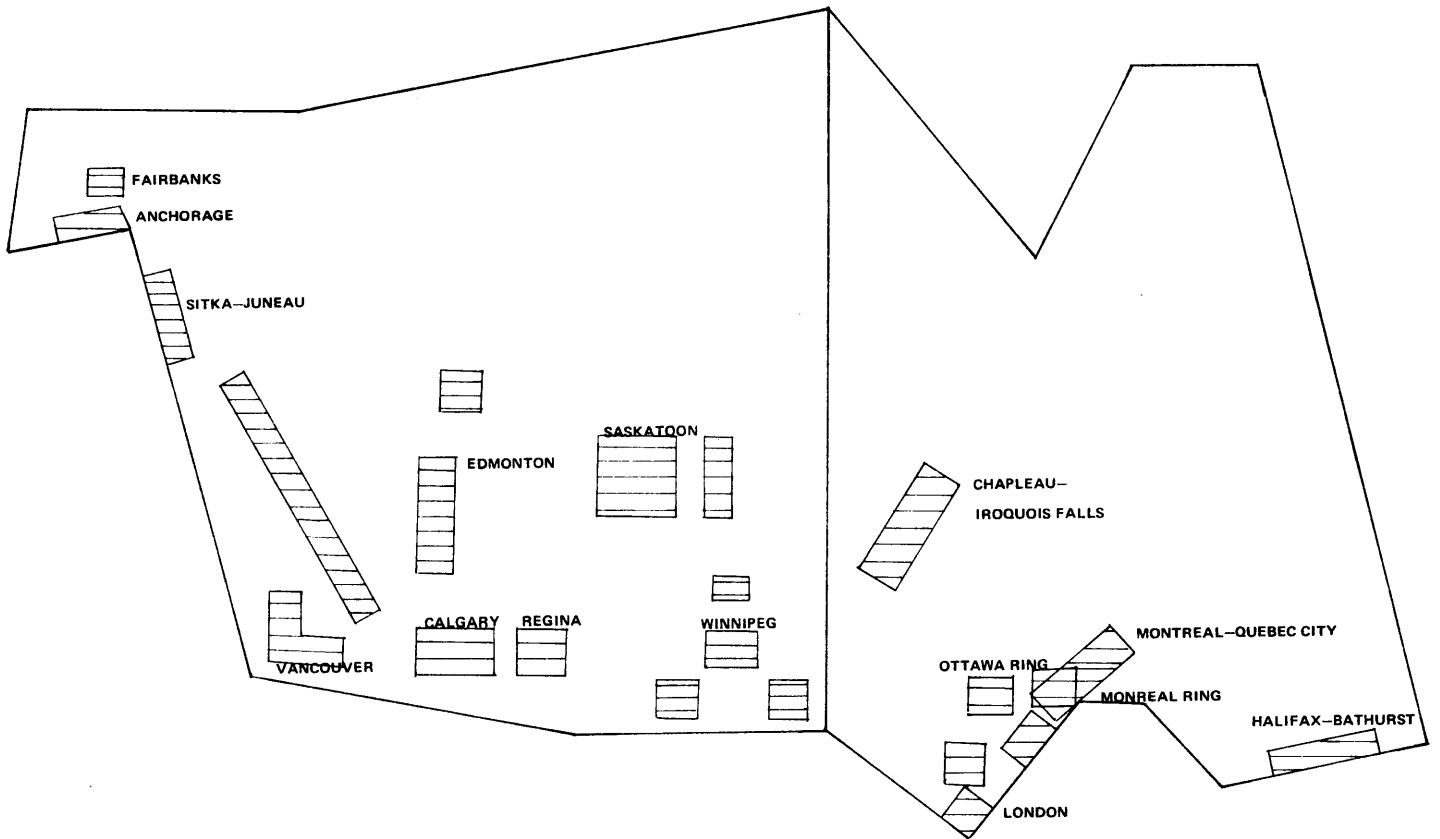 FAIRBANKS
ANCHORAGE
SITKA–JUNEAU
SASKATOON
EDMONTON
CHAPLEAU–
IROQUOIS FALLS
CALGARY
REGINA
WINNIPEG
VANCOUVER
MONTREAL–QUEBEC CITY
OTTAWA RING
MONREAL RING
HALIFAX–BATHURST
LONDON